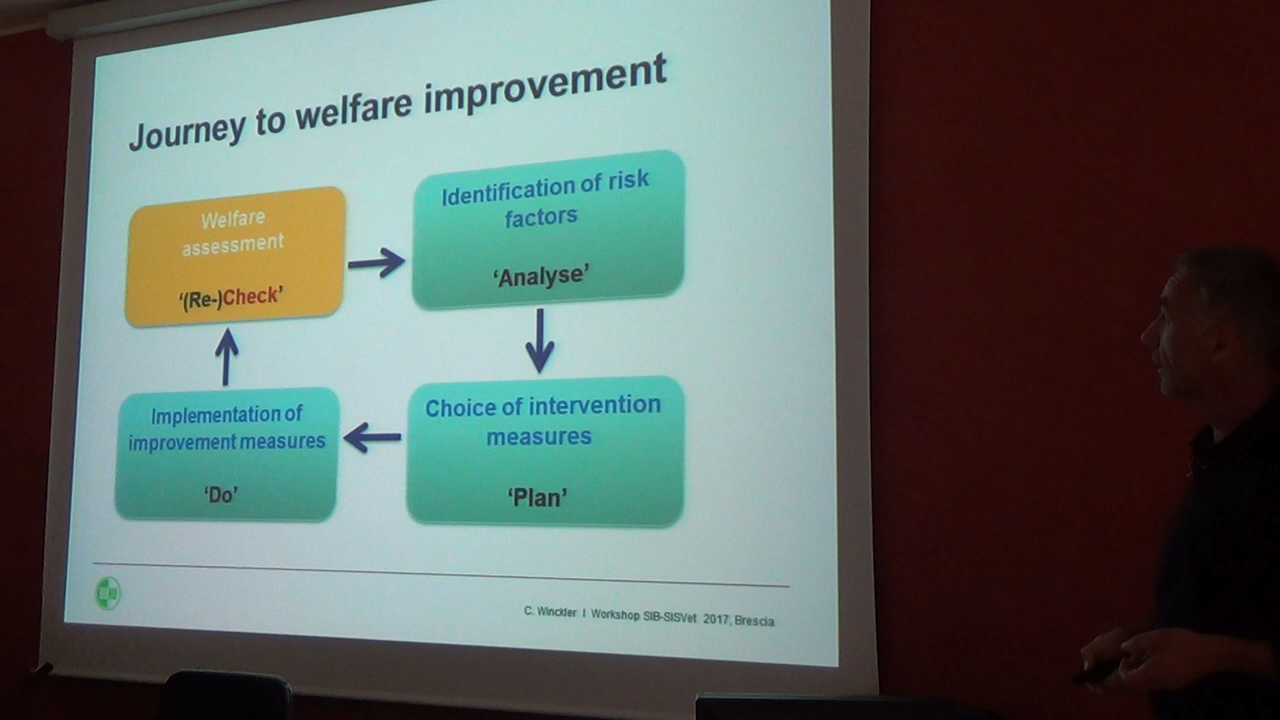 Journey to welfare improvement
Welfare
assessment
‘(Re-)Check’
Identification of risk
factors
‘Analyse’
Implementation of
improvement measures
‘Do’
Choice of intervention
measures
‘Plan’
BOKU
C. Winckler I Workshop SIB-SISVet 2017, Brescia